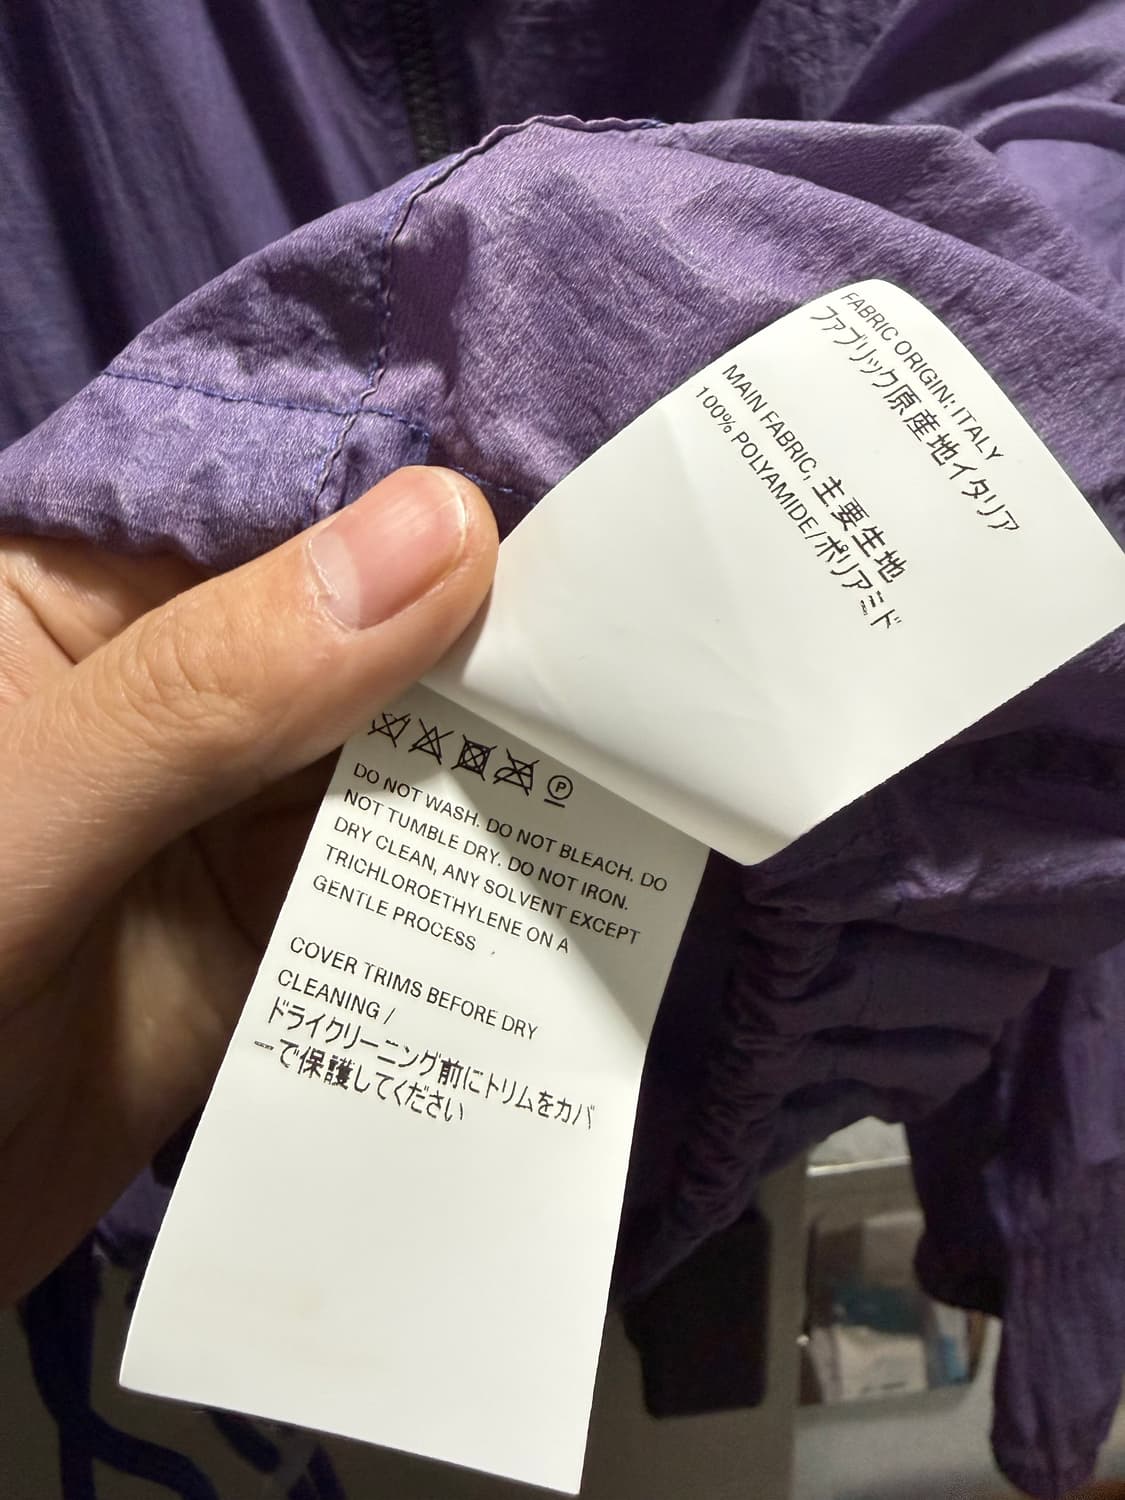 FABRIC ORIGIN: ITALY
ファブリック原産地イタリア
MAIN FABRIC, 主要生地
100% POLYAMIDE/ポリアミド
P
DO NOT WASH. DO NOT BLEACH. DO
NOT TUMBLE DRY. DO NOT IRON.
DRY CLEAN, ANY SOLVENT EXCEPT
TRICHLOROETHYLENE ON A
GENTLE PROCESS
COVER TRIMS BEFORE DRY
CLEANING /
ドライクリーニング前にトリムをカバ
ーで保護してください